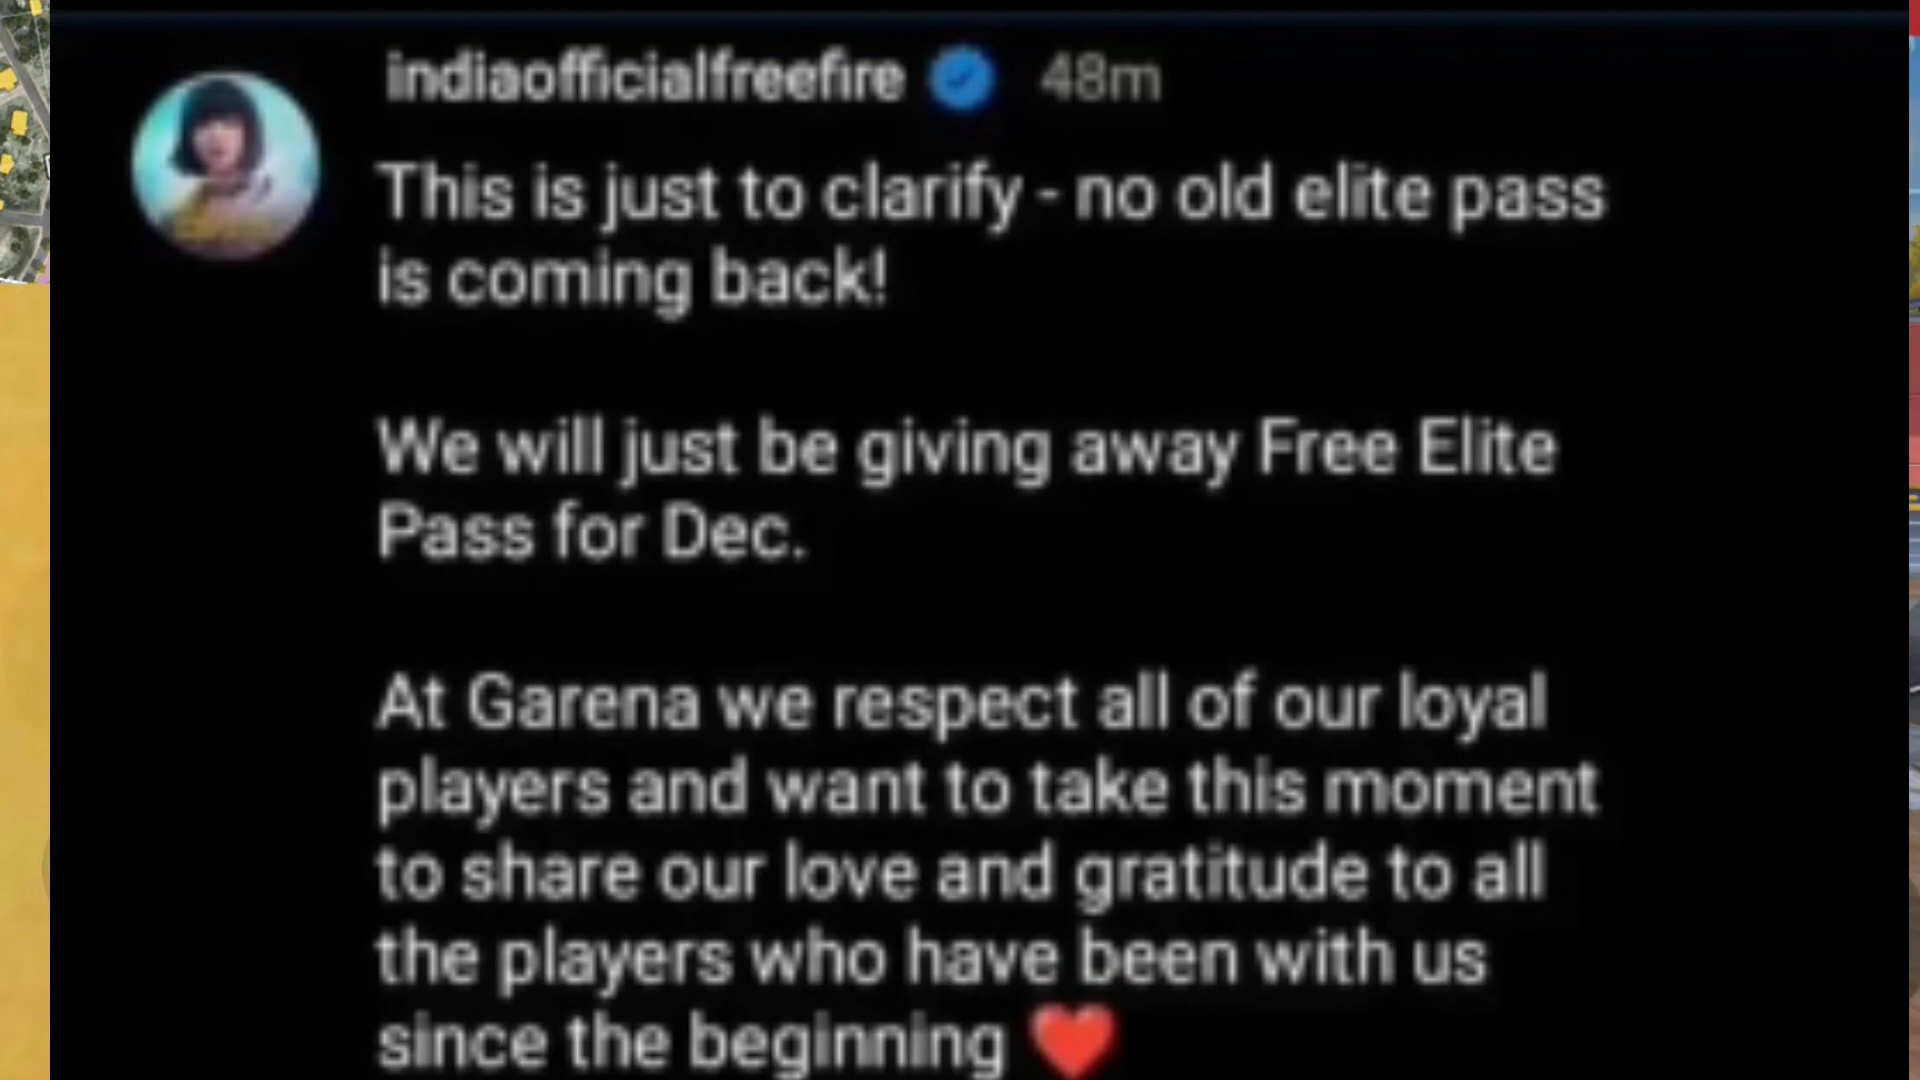 indiaofficialfreefire 48m
This is just to clarify - no old elite pass
is coming back!
We will just be giving away Free Elite
Pass for Dec.
At Garena we respect all of our loyal
players and want to take this moment
to share our love and gratitude to all
the players who have been with us
since the beginning ❤️